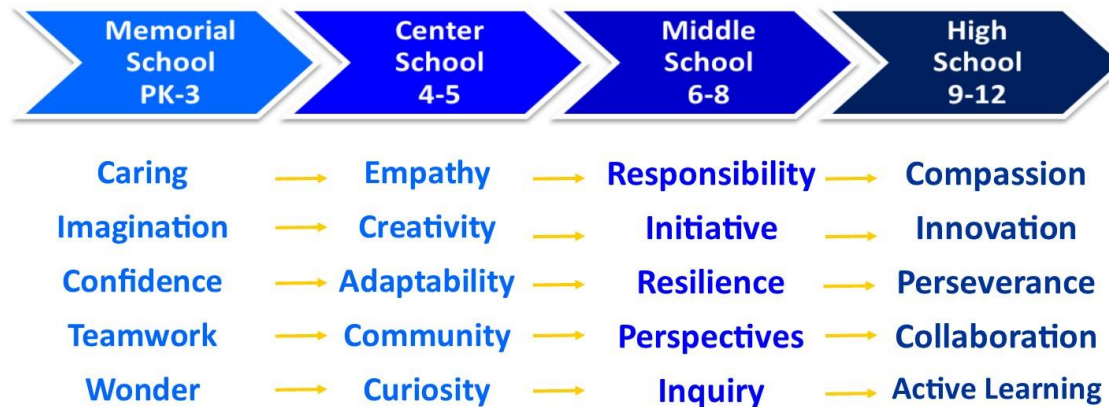 Memorial School PK-3
Center School 4-5
Middle School 6-8
High School 9-12
Caring → Empathy → Responsibility → Compassion
Imagination → Creativity → Initiative → Innovation
Confidence → Adaptability → Resilience → Perseverance
Teamwork → Community → Perspectives → Collaboration
Wonder → Curiosity → Inquiry → Active Learning